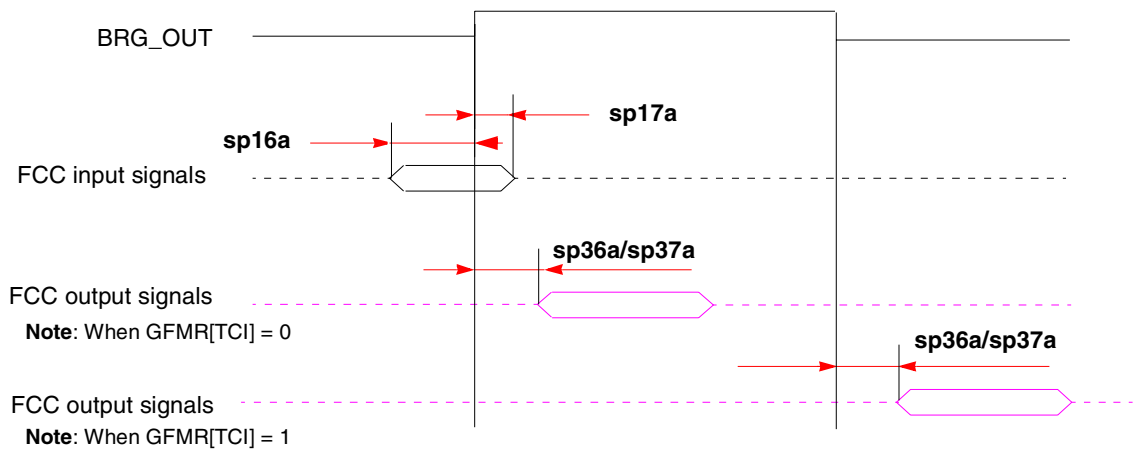 BRG_OUT
sp17a
sp16a
FCC input signals
sp36a/sp37a
FCC output signals
Note: When GFMR[TCI] = 0
sp36a/sp37a
FCC output signals
Note: When GFMR[TCI] = 1